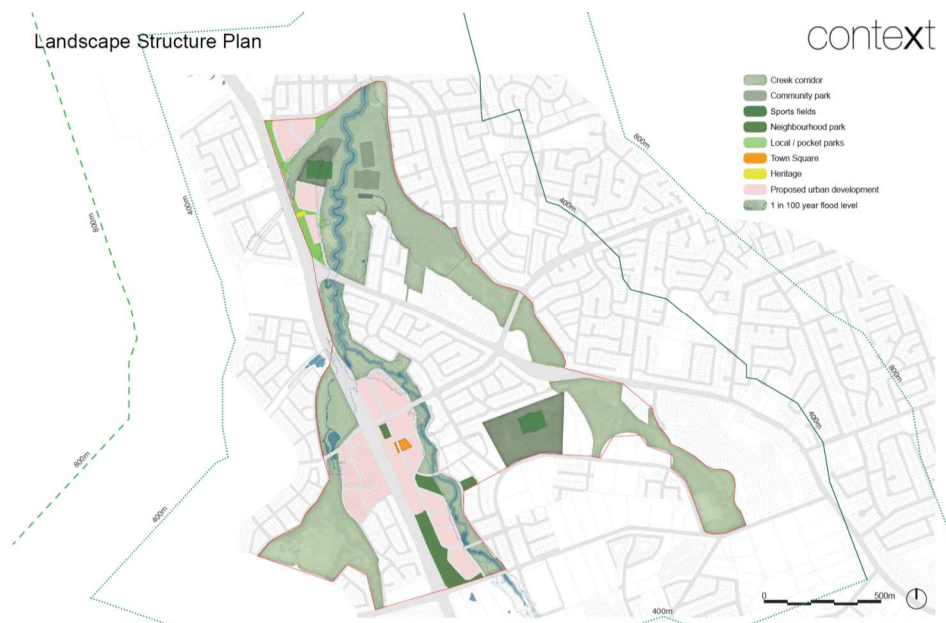 Landscape Structure Plan
context
Creek corridor
Community park
Sports fields
Neighbourhood park
Local / pocket parks
Town Square
Heritage
Proposed urban development
1 in 100 year flood level
800m
400m
800m
400m
400m
800m
400m
800m
400m
0
500m
400m